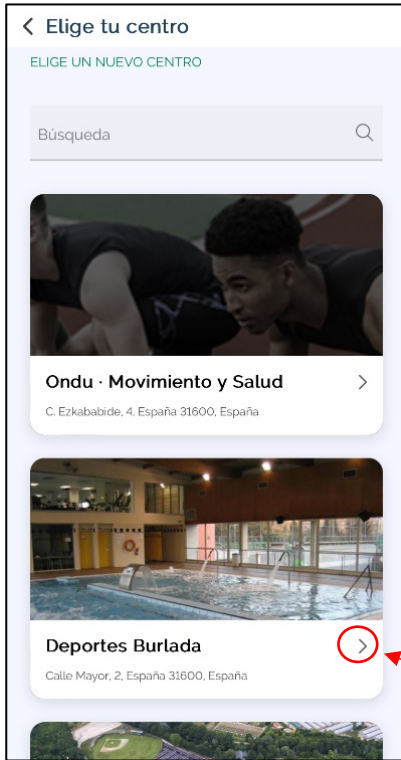 Elige tu centro
ELIGE UN NUEVO CENTRO
Búsqueda
Ondu · Movimiento y Salud
C. Ezkababide, 4, España 31600, España
Deportes Burlada
Calle Mayor, 2, España 31600, España